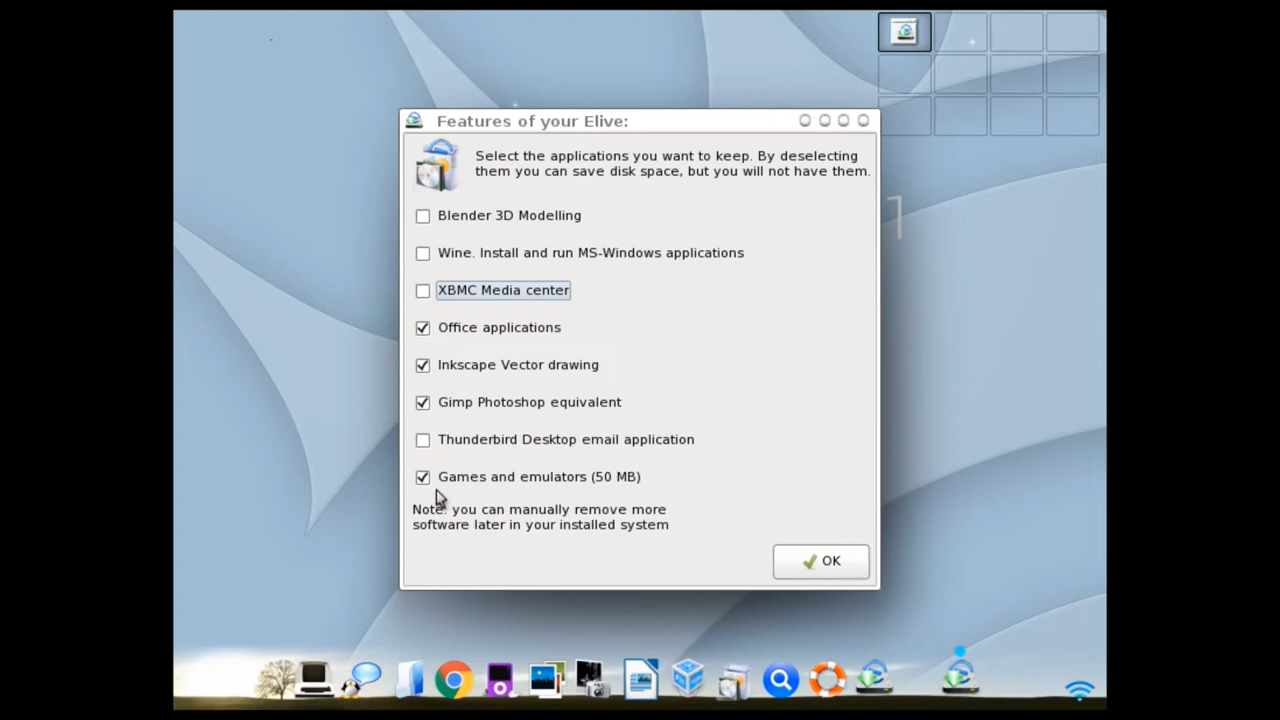 Features of your Elive:
Select the applications you want to keep. By deselecting
them you can save disk space, but you will not have them.
1
Blender 3D Modelling
Wine. Install and run MS-Windows applications
XBMC Media center
Office applications
Inkscape Vector drawing
Gimp Photoshop equivalent
Thunderbird Desktop email application
Games and emulators (50 MB)
Note: you can manually remove more
software later in your installed system
OK